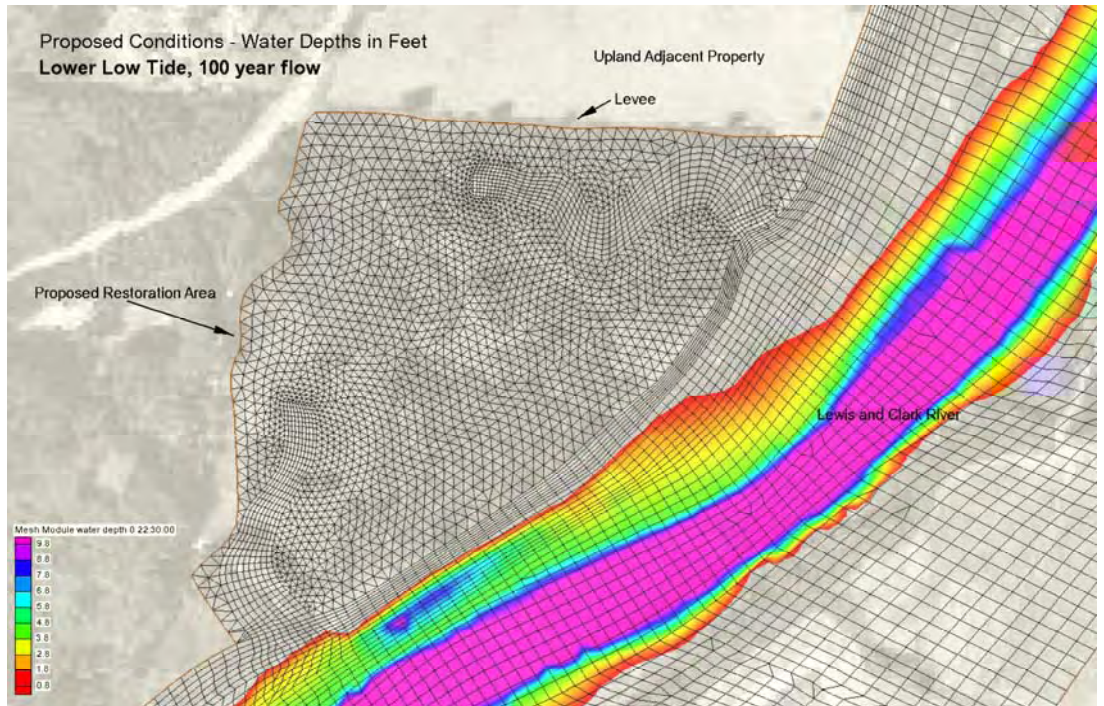 Proposed Conditions - Water Depths in Feet
Lower Low Tide, 100 year flow
Upland Adjacent Property
Levee
Proposed Restoration Area
Lewis and Clark River
Mesh Module water depth 0 22:30:00
9.8
8.8
7.8
6.8
5.8
4.8
3.8
2.8
1.8
0.8